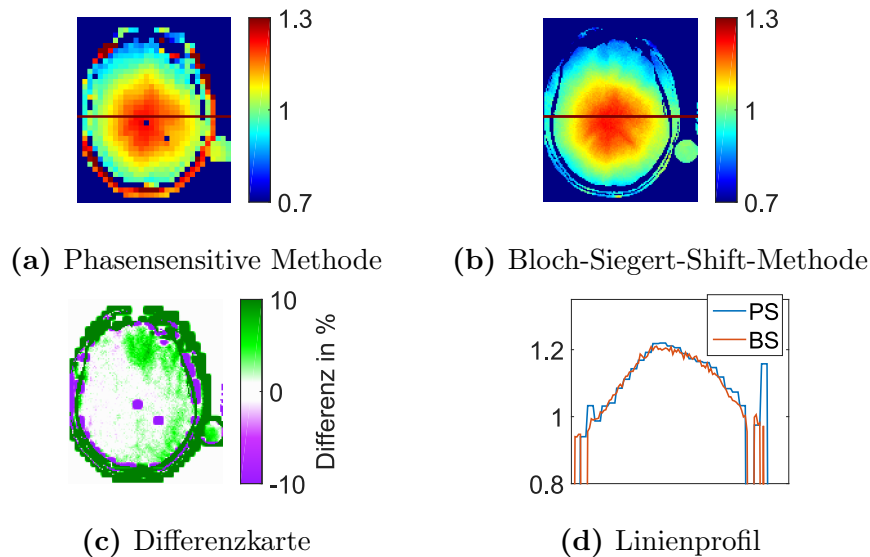 1.3
1
0.7
1.3
1
0.7
(a) Phasensensitive Methode
(b) Bloch-Siegert-Shift-Methode
10
0
-10
Differenz in %
PS
BS
1.2
1
0.8
(c) Differenzkarte
(d) Linienprofil